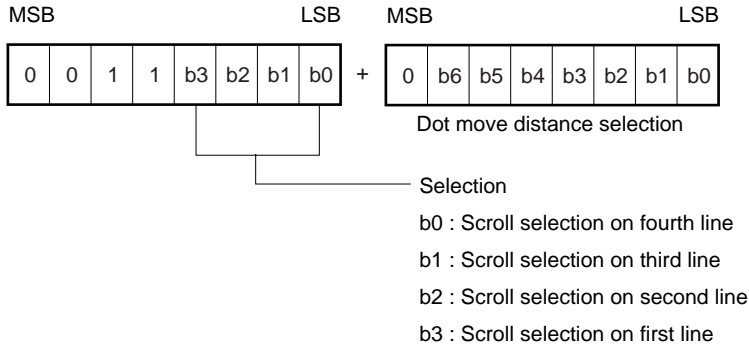 MSB LSB MSB LSB
0 0 1 1 b3 b2 b1 b0 + 0 b6 b5 b4 b3 b2 b1 b0
Dot move distance selection
Selection
b0 : Scroll selection on fourth line
b1 : Scroll selection on third line
b2 : Scroll selection on second line
b3 : Scroll selection on first line